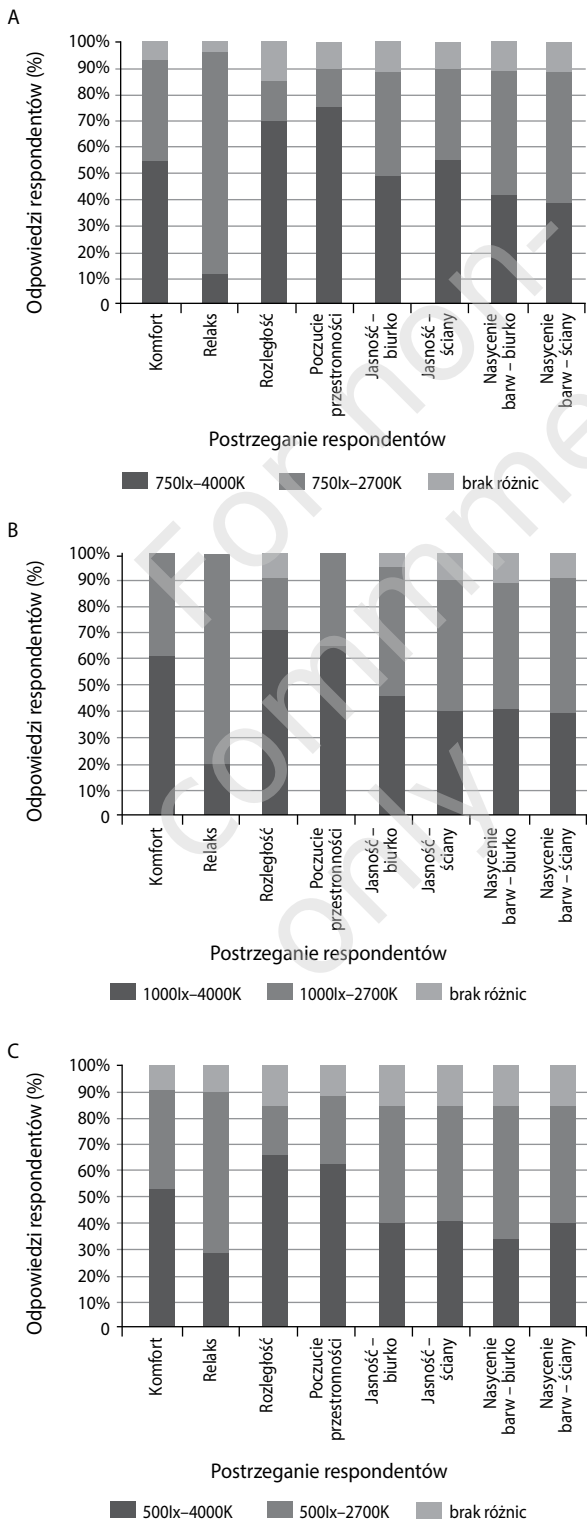 A
Odpowiedzi respondentów (%)
100%
90%
80%
70%
60%
50%
40%
30%
20%
10%
0
Komfort
Relaks
Rozległość
Poczucie
przestronności
Jasność –
biurko
Jasność –
ściany
Nasycenie
barw – biurko
Nasycenie
barw – ściany
Postrzeganie respondentów
750lx–4000K 750lx–2700K brak różnic
B
Odpowiedzi respondentów (%)
100%
90%
80%
70%
60%
50%
40%
30%
20%
10%
0
Komfort
Relaks
Rozległość
Poczucie
przestronności
Jasność –
biurko
Jasność –
ściany
Nasycenie
barw – biurko
Nasycenie
barw – ściany
Postrzeganie respondentów
1000lx–4000K 1000lx–2700K brak różnic
C
Odpowiedzi respondentów (%)
100%
90%
80%
70%
60%
50%
40%
30%
20%
10%
0
Komfort
Relaks
Rozległość
Poczucie
przestronności
Jasność –
biurko
Jasność –
ściany
Nasycenie
barw – biurko
Nasycenie
barw – ściany
Postrzeganie respondentów
500lx–4000K 500lx–2700K brak różnic
For non-
only